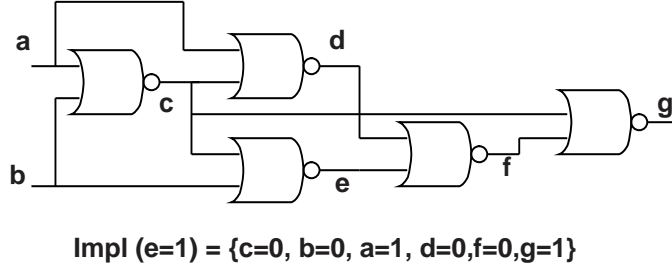 a
d
c
g
b
e
f
Impl (e=1) = {c=0, b=0, a=1, d=0,f=0,g=1}